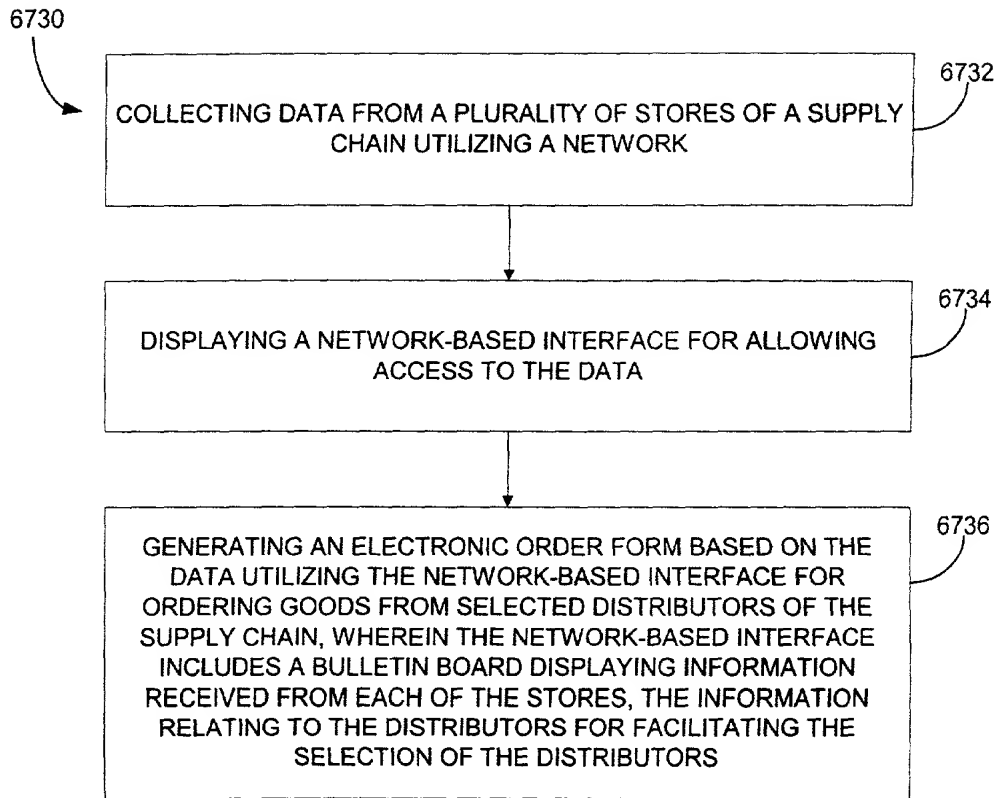 6730
6732
COLLECTING DATA FROM A PLURALITY OF STORES OF A SUPPLY
CHAIN UTILIZING A NETWORK
6734
DISPLAYING A NETWORK-BASED INTERFACE FOR ALLOWING
ACCESS TO THE DATA
6736
GENERATING AN ELECTRONIC ORDER FORM BASED ON THE
DATA UTILIZING THE NETWORK-BASED INTERFACE FOR
ORDERING GOODS FROM SELECTED DISTRIBUTORS OF THE
SUPPLY CHAIN, WHEREIN THE NETWORK-BASED INTERFACE
INCLUDES A BULLETIN BOARD DISPLAYING INFORMATION
RECEIVED FROM EACH OF THE STORES, THE INFORMATION
RELATING TO THE DISTRIBUTORS FOR FACILITATING THE
SELECTION OF THE DISTRIBUTORS